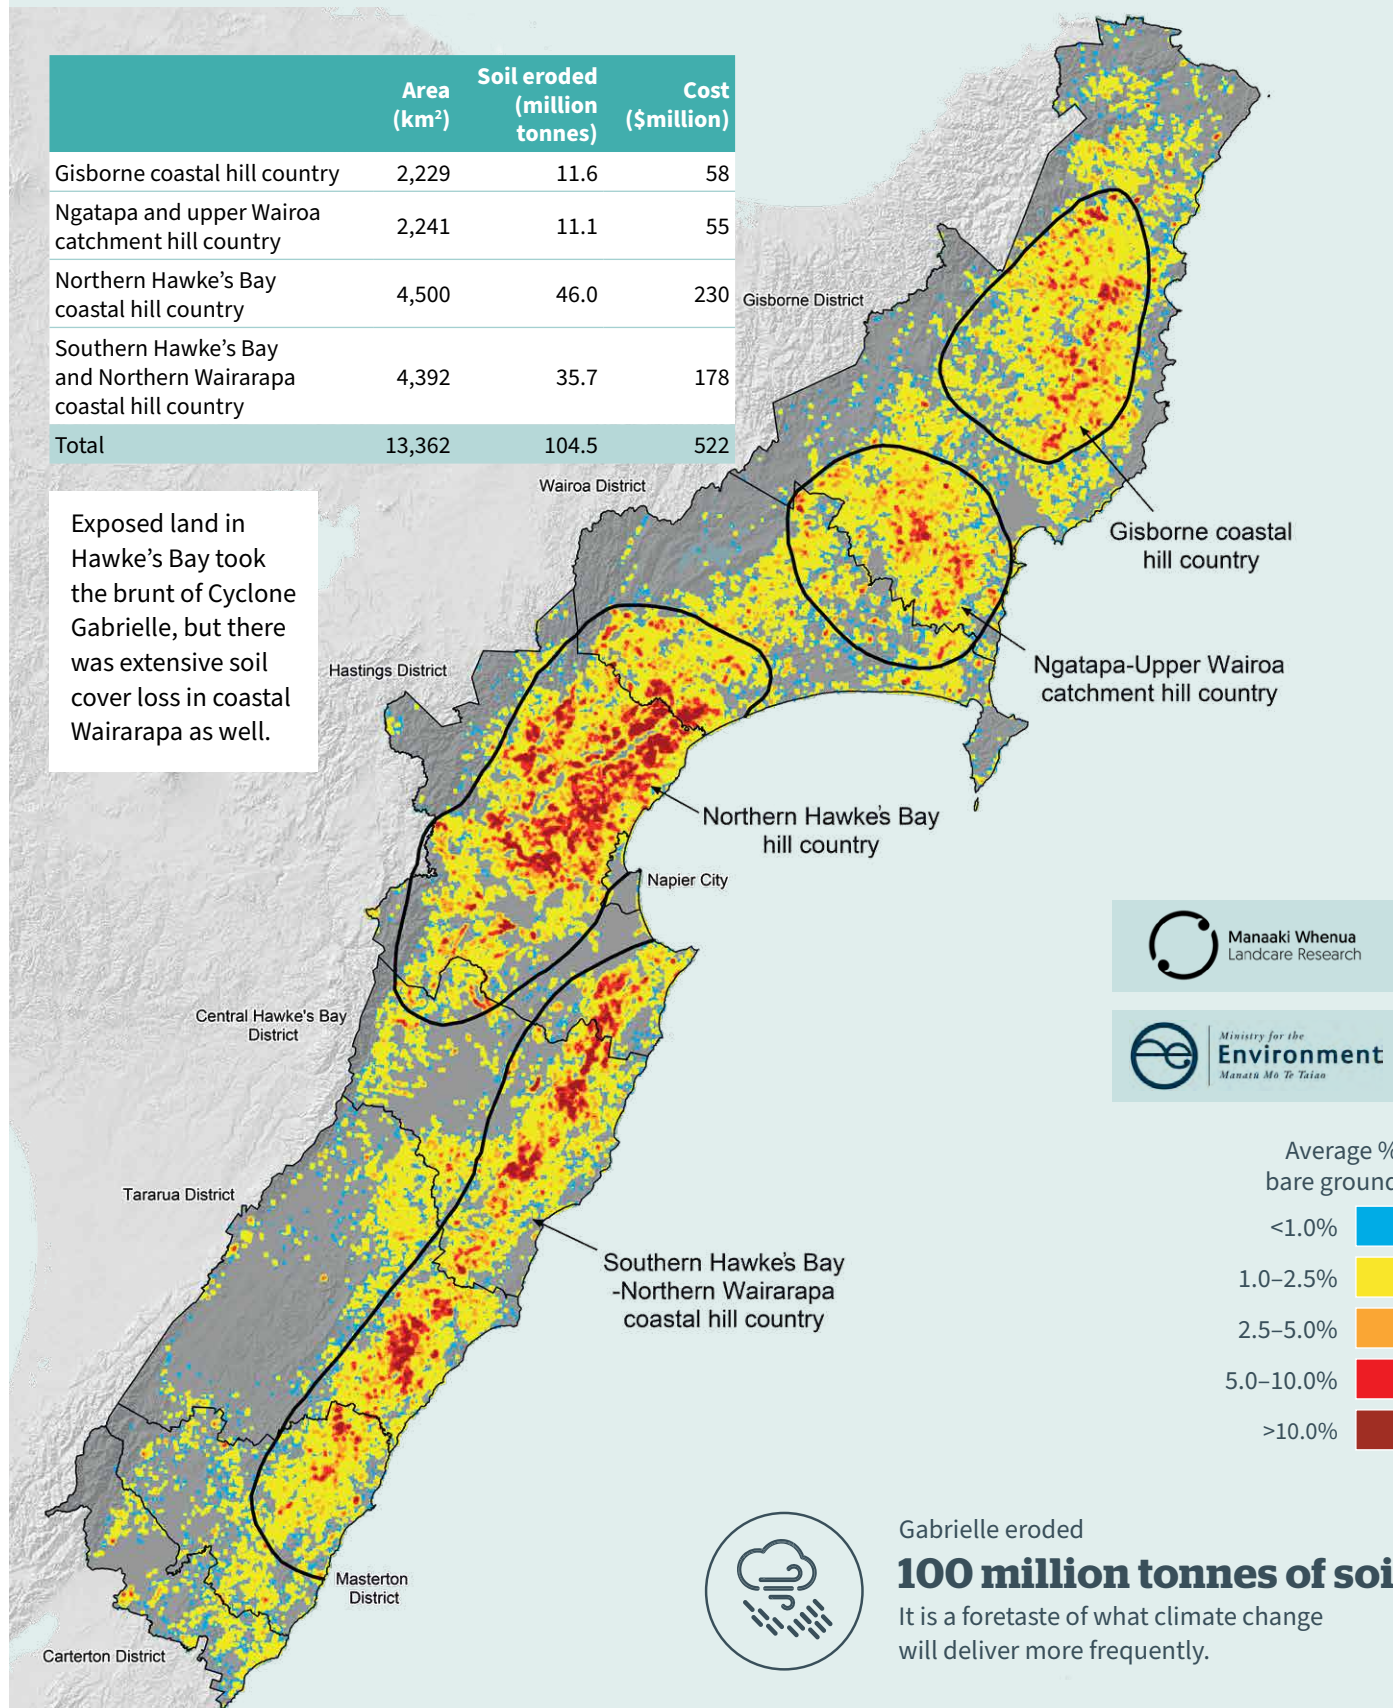 Area
(km²)
Soil eroded
(million
tonnes)
Cost
($million)
Gisborne coastal hill country 2,229 11.6 58
Ngatapa and upper Wairoa
catchment hill country 2,241 11.1 55
Northern Hawke's Bay
coastal hill country 4,500 46.0 230
Southern Hawke's Bay
and Northern Wairarapa
coastal hill country 4,392 35.7 178
Total 13,362 104.5 522
Exposed land in
Hawke's Bay took
the brunt of Cyclone
Gabrielle, but there
was extensive soil
cover loss in coastal
Wairarapa as well.
Gisborne District
Wairoa District
Hastings District
Gisborne coastal
hill country
Ngatapa-Upper Wairoa
catchment hill country
Northern Hawke's Bay
hill country
Napier City
Central Hawke's Bay
District
Tararua District
Southern Hawke's Bay
-Northern Wairarapa
coastal hill country
Masterton
District
Carterton District
Manaaki Whenua
Landcare Research
Ministry for the
Environment
Manatū Mō Te Taiao
Average %
bare ground
<1.0%
1.0–2.5%
2.5–5.0%
5.0–10.0%
>10.0%
Gabrielle eroded
100 million tonnes of soi
It is a foretaste of what climate change
will deliver more frequently.